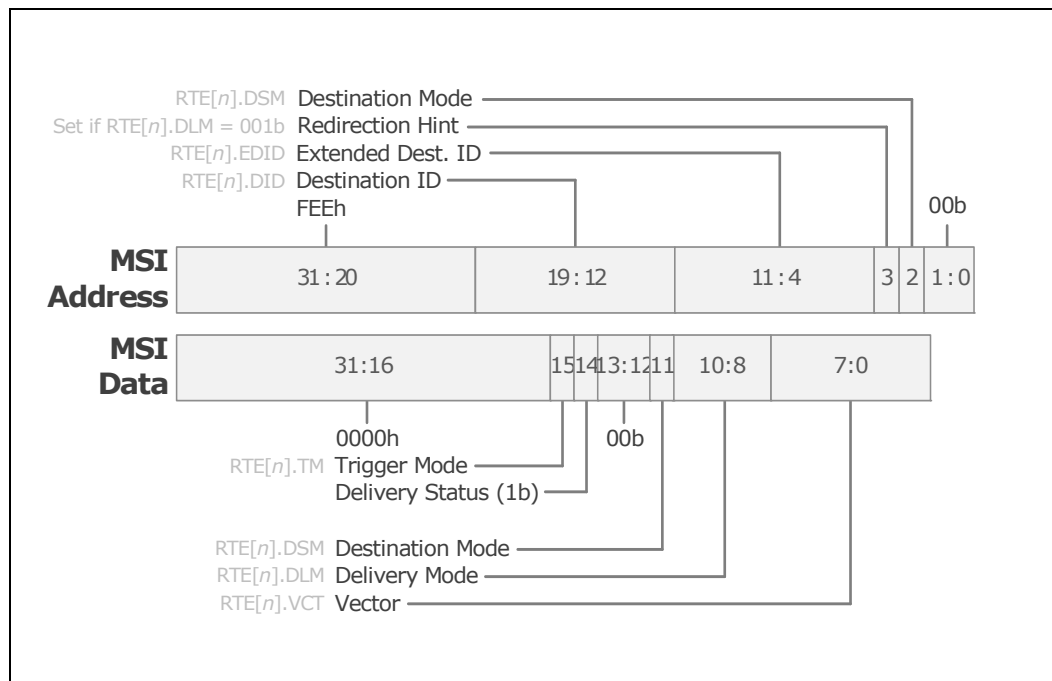 RTE[n].DSM Destination Mode
Set if RTE[n].DLM = 001b Redirection Hint
RTE[n].EDID Extended Dest. ID
RTE[n].DID Destination ID
FEEh
00b
MSI
Address
31:20 19:12 11:4 3 2 1:0
MSI
Data
31:16 15 14 13:12 11 10:8 7:0
0000h 00b
RTE[n].TM Trigger Mode
Delivery Status (1b)
RTE[n].DSM Destination Mode
RTE[n].DLM Delivery Mode
RTE[n].VCT Vector